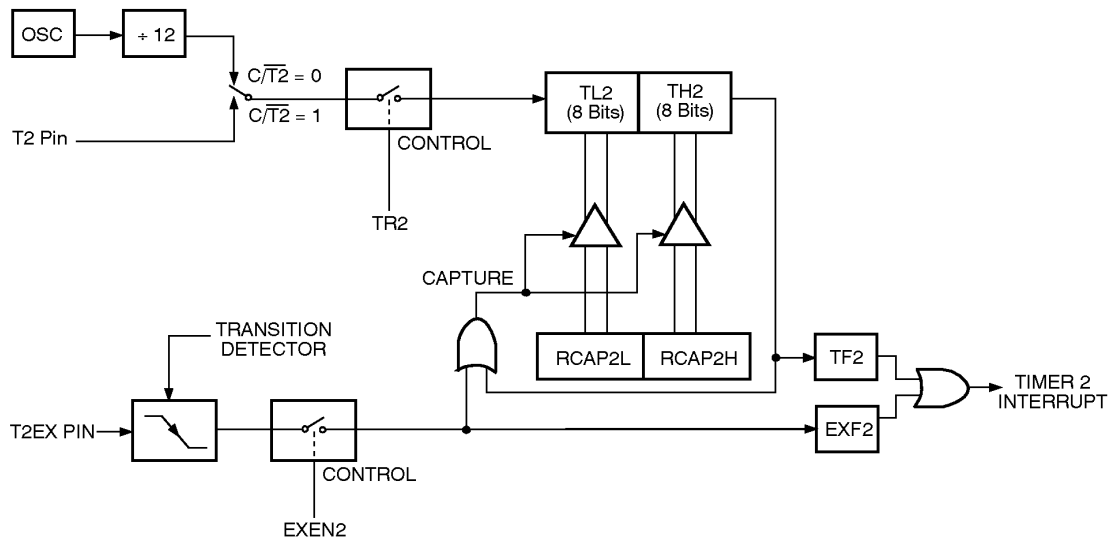 OSC
÷ 12
C/T2̅ = 0
C/T2̅ = 1
T2 Pin
CONTROL
TR2
TL2
(8 Bits)
TH2
(8 Bits)
CAPTURE
TRANSITION
DETECTOR
RCAP2L
RCAP2H
TF2
TIMER 2
INTERRUPT
T2EX PIN
EXF2
CONTROL
EXEN2